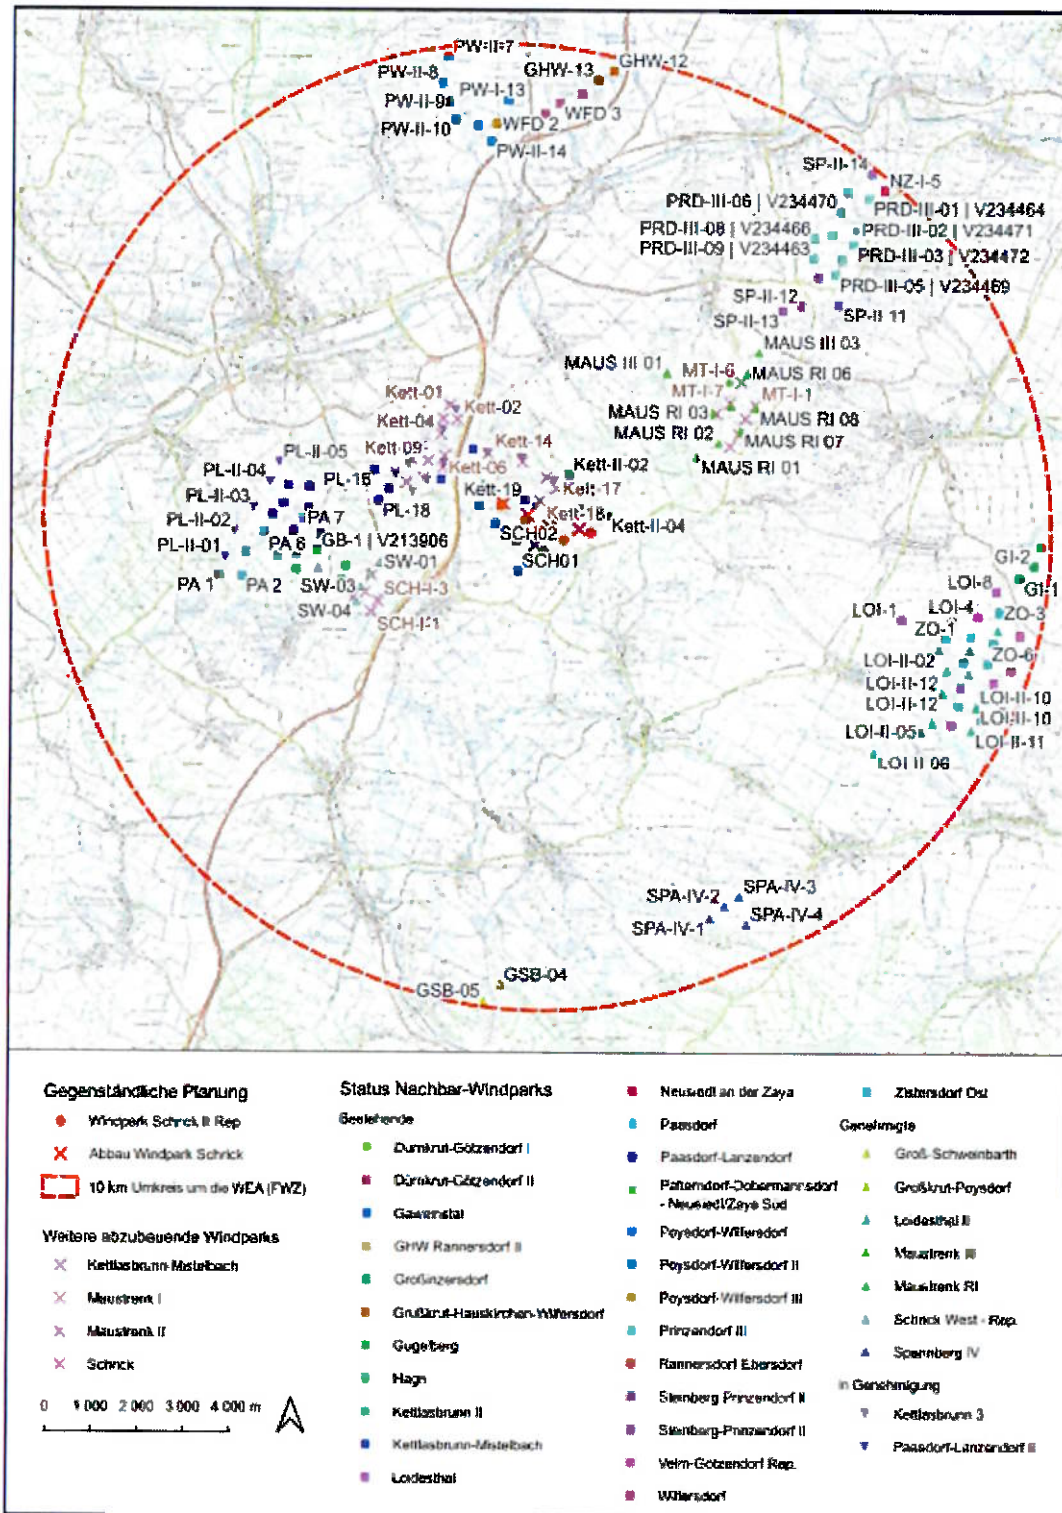 PW-II-7
GHW-12
PW-II-8
GHW-13
PW-I-13
PW-II-9
WFD 3
PW-II-10
WFD 2
PW-II-14
SP-II-14
NZ-I-5
PRD-III-06 | V234470
PRD-III-01 | V234464
PRD-III-08 | V234466
PRD-III-02 | V234471
PRD-III-09 | V234463
PRD-III-03 | V234472
PRD-III-05 | V234469
SP-II-12
SP-II-11
SP-II-13
MAUS III 03
MAUS III 01
MT-I-6
MAUS RI 06
MT-I-7
MT-I-1
MAUS RI 03
MAUS RI 08
MAUS RI 02
MAUS RI 07
MAUS RI 01
Kett-01
Kett-02
Kett-04
Kett-09
Kett-14
PL-II-05
Kett-06
PL-II-04
PL-16
Kett-II-02
PL-II-03
Kett-19
Kett-17
PL-18
PL-II-02
PA 7
Kett-18
Kett-II-04
PL-II-01
PA 6
GB-1 | V213906
SCH02
SCH01
PA 1
PA 2
SW-01
SW-03
SCH-I-3
SW-04
SCH-I-1
GI-2
GI-1
LOI-8
LOI-1
LOI-4
ZO-3
ZO-1
ZO-6
LOI-II-02
LOI-II-12
LOI-II-12
LOI-II-10
LOI-II-10
LOI-II-05
LOI-II-11
LOI-II 06
SPA-IV-3
SPA-IV-2
SPA-IV-4
SPA-IV-1
GSB-04
GSB-05
Gegenständliche Planung
Windpark Schrick II Rep
Abbau Windpark Schrick
10 km Umkreis um die WEA (FWZ)
Weitere abzubauende Windparks
Kettlasbrunn-Mistelbach
Maustrenk I
Maustrenk II
Schrick
0 1 000 2 000 3 000 4 000 m
Status Nachbar-Windparks
Bestehende
Dürnkrut-Götzendorf I
Dürnkrut-Götzendorf II
Gaweinstal
GHW Rannersdorf II
Großinzersdorf
Großkrut-Hauskirchen-Wilfersdorf
Gugelberg
Hagn
Kettlasbrunn II
Kettlasbrunn-Mistelbach
Loidesthal
Neusiedl an der Zaya
Paasdorf
Paasdorf-Lanzendorf
Palterndorf-Dobermannsdorf
- Neusiedl/Zaya Süd
Poysdorf-Wilfersdorf
Poysdorf-Wilfersdorf II
Poysdorf-Wilfersdorf III
Prinzendorf III
Rannersdorf Ebersdorf
Steinberg Prinzendorf II
Steinberg-Prinzendorf II
Velm-Götzendorf Rep.
Wilfersdorf
Zistersdorf Ost
Genehmigte
Groß-Schweinbarth
Großkrut-Poysdorf
Loidesthal II
Maustrenk III
Maustrenk RI
Schrick West - Rep.
Spannberg IV
in Genehmigung
Kettlasbrunn 3
Paasdorf-Lanzendorf II